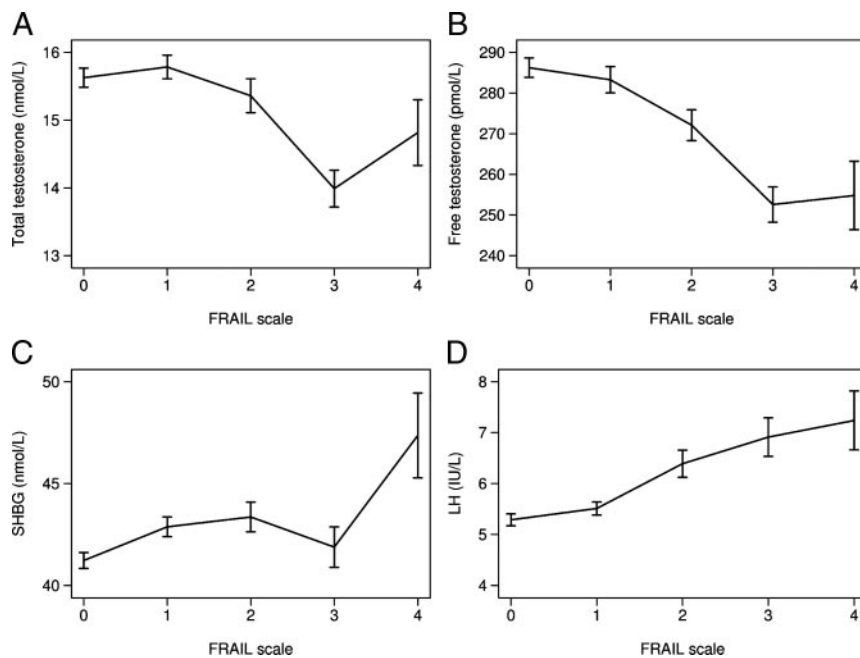 A
Total testosterone (nmol/L)
16
15
14
13
0 1 2 3 4
FRAIL scale
B
Free testosterone (pmol/L)
290
280
270
260
250
240
0 1 2 3 4
FRAIL scale
C
SHBG (nmol/L)
50
45
40
0 1 2 3 4
FRAIL scale
D
LH (IU/L)
8
7
6
5
4
0 1 2 3 4
FRAIL scale